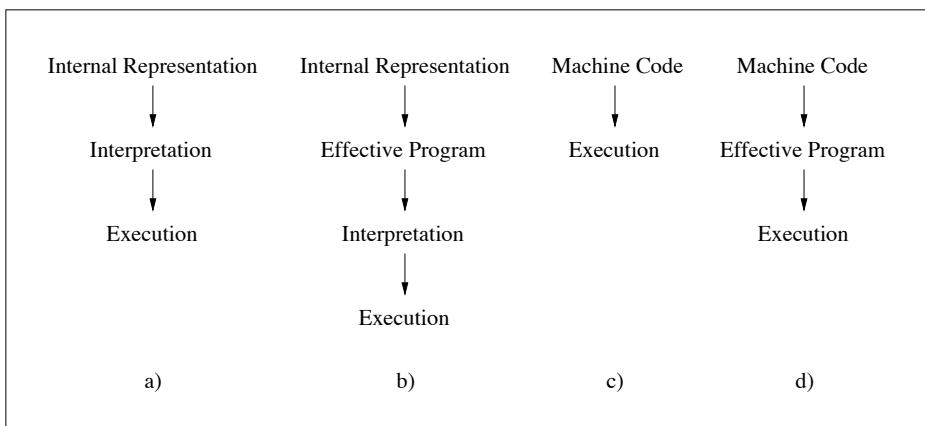 Internal Representation
Interpretation
Execution
a)
Internal Representation
Effective Program
Interpretation
Execution
b)
Machine Code
Execution
c)
Machine Code
Effective Program
Execution
d)